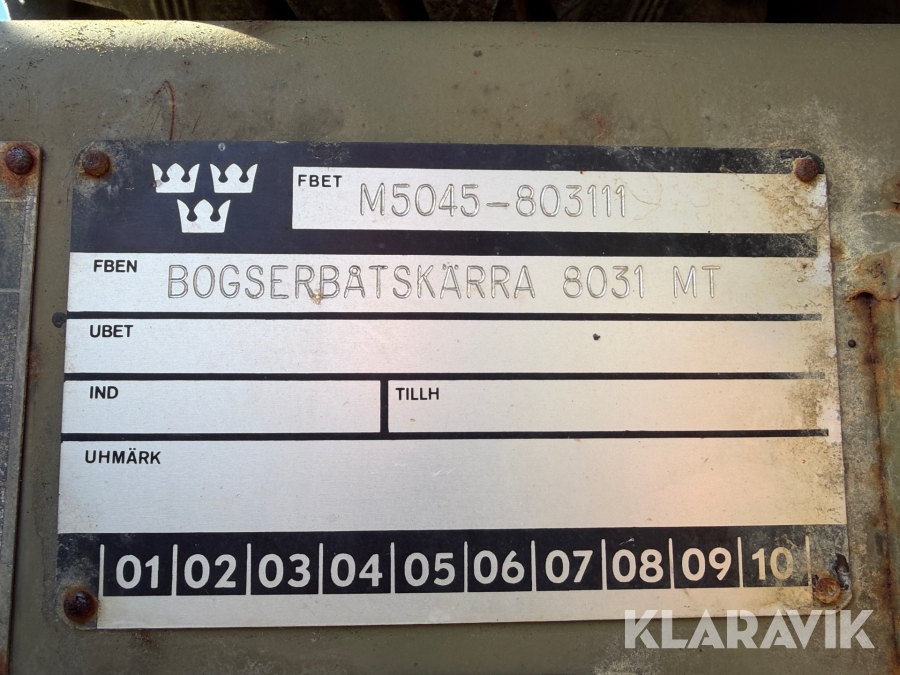 FBET M5045-803111
FBEN BOGSERBÅTSKÄRRA 8031 MT
UBET
IND TILLH
UHMÄRK
01 02 03 04 05 06 07 08 09 10
KLARAVIK